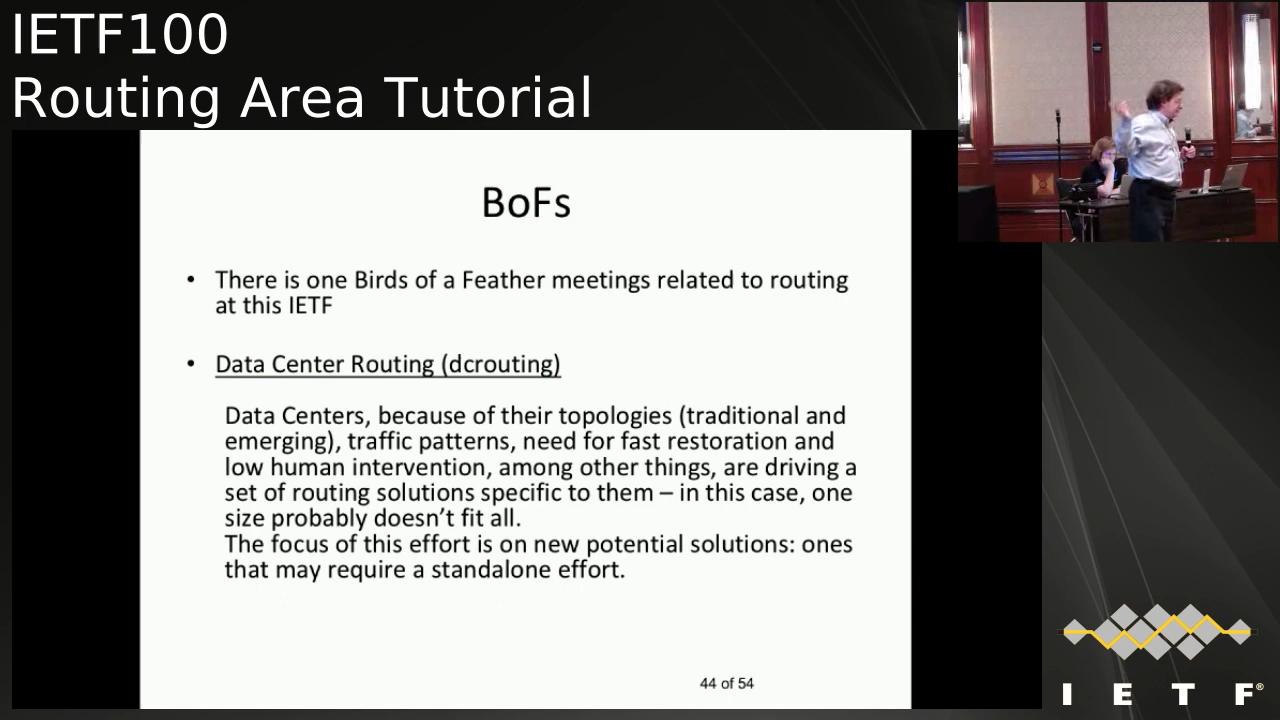 IETF100
Routing Area Tutorial
BoFs
• There is one Birds of a Feather meetings related to routing
at this IETF
• Data Center Routing (dcrouting)
Data Centers, because of their topologies (traditional and
emerging), traffic patterns, need for fast restoration and
low human intervention, among other things, are driving a
set of routing solutions specific to them – in this case, one
size probably doesn’t fit all.
The focus of this effort is on new potential solutions: ones
that may require a standalone effort.
44 of 54
I E T F®